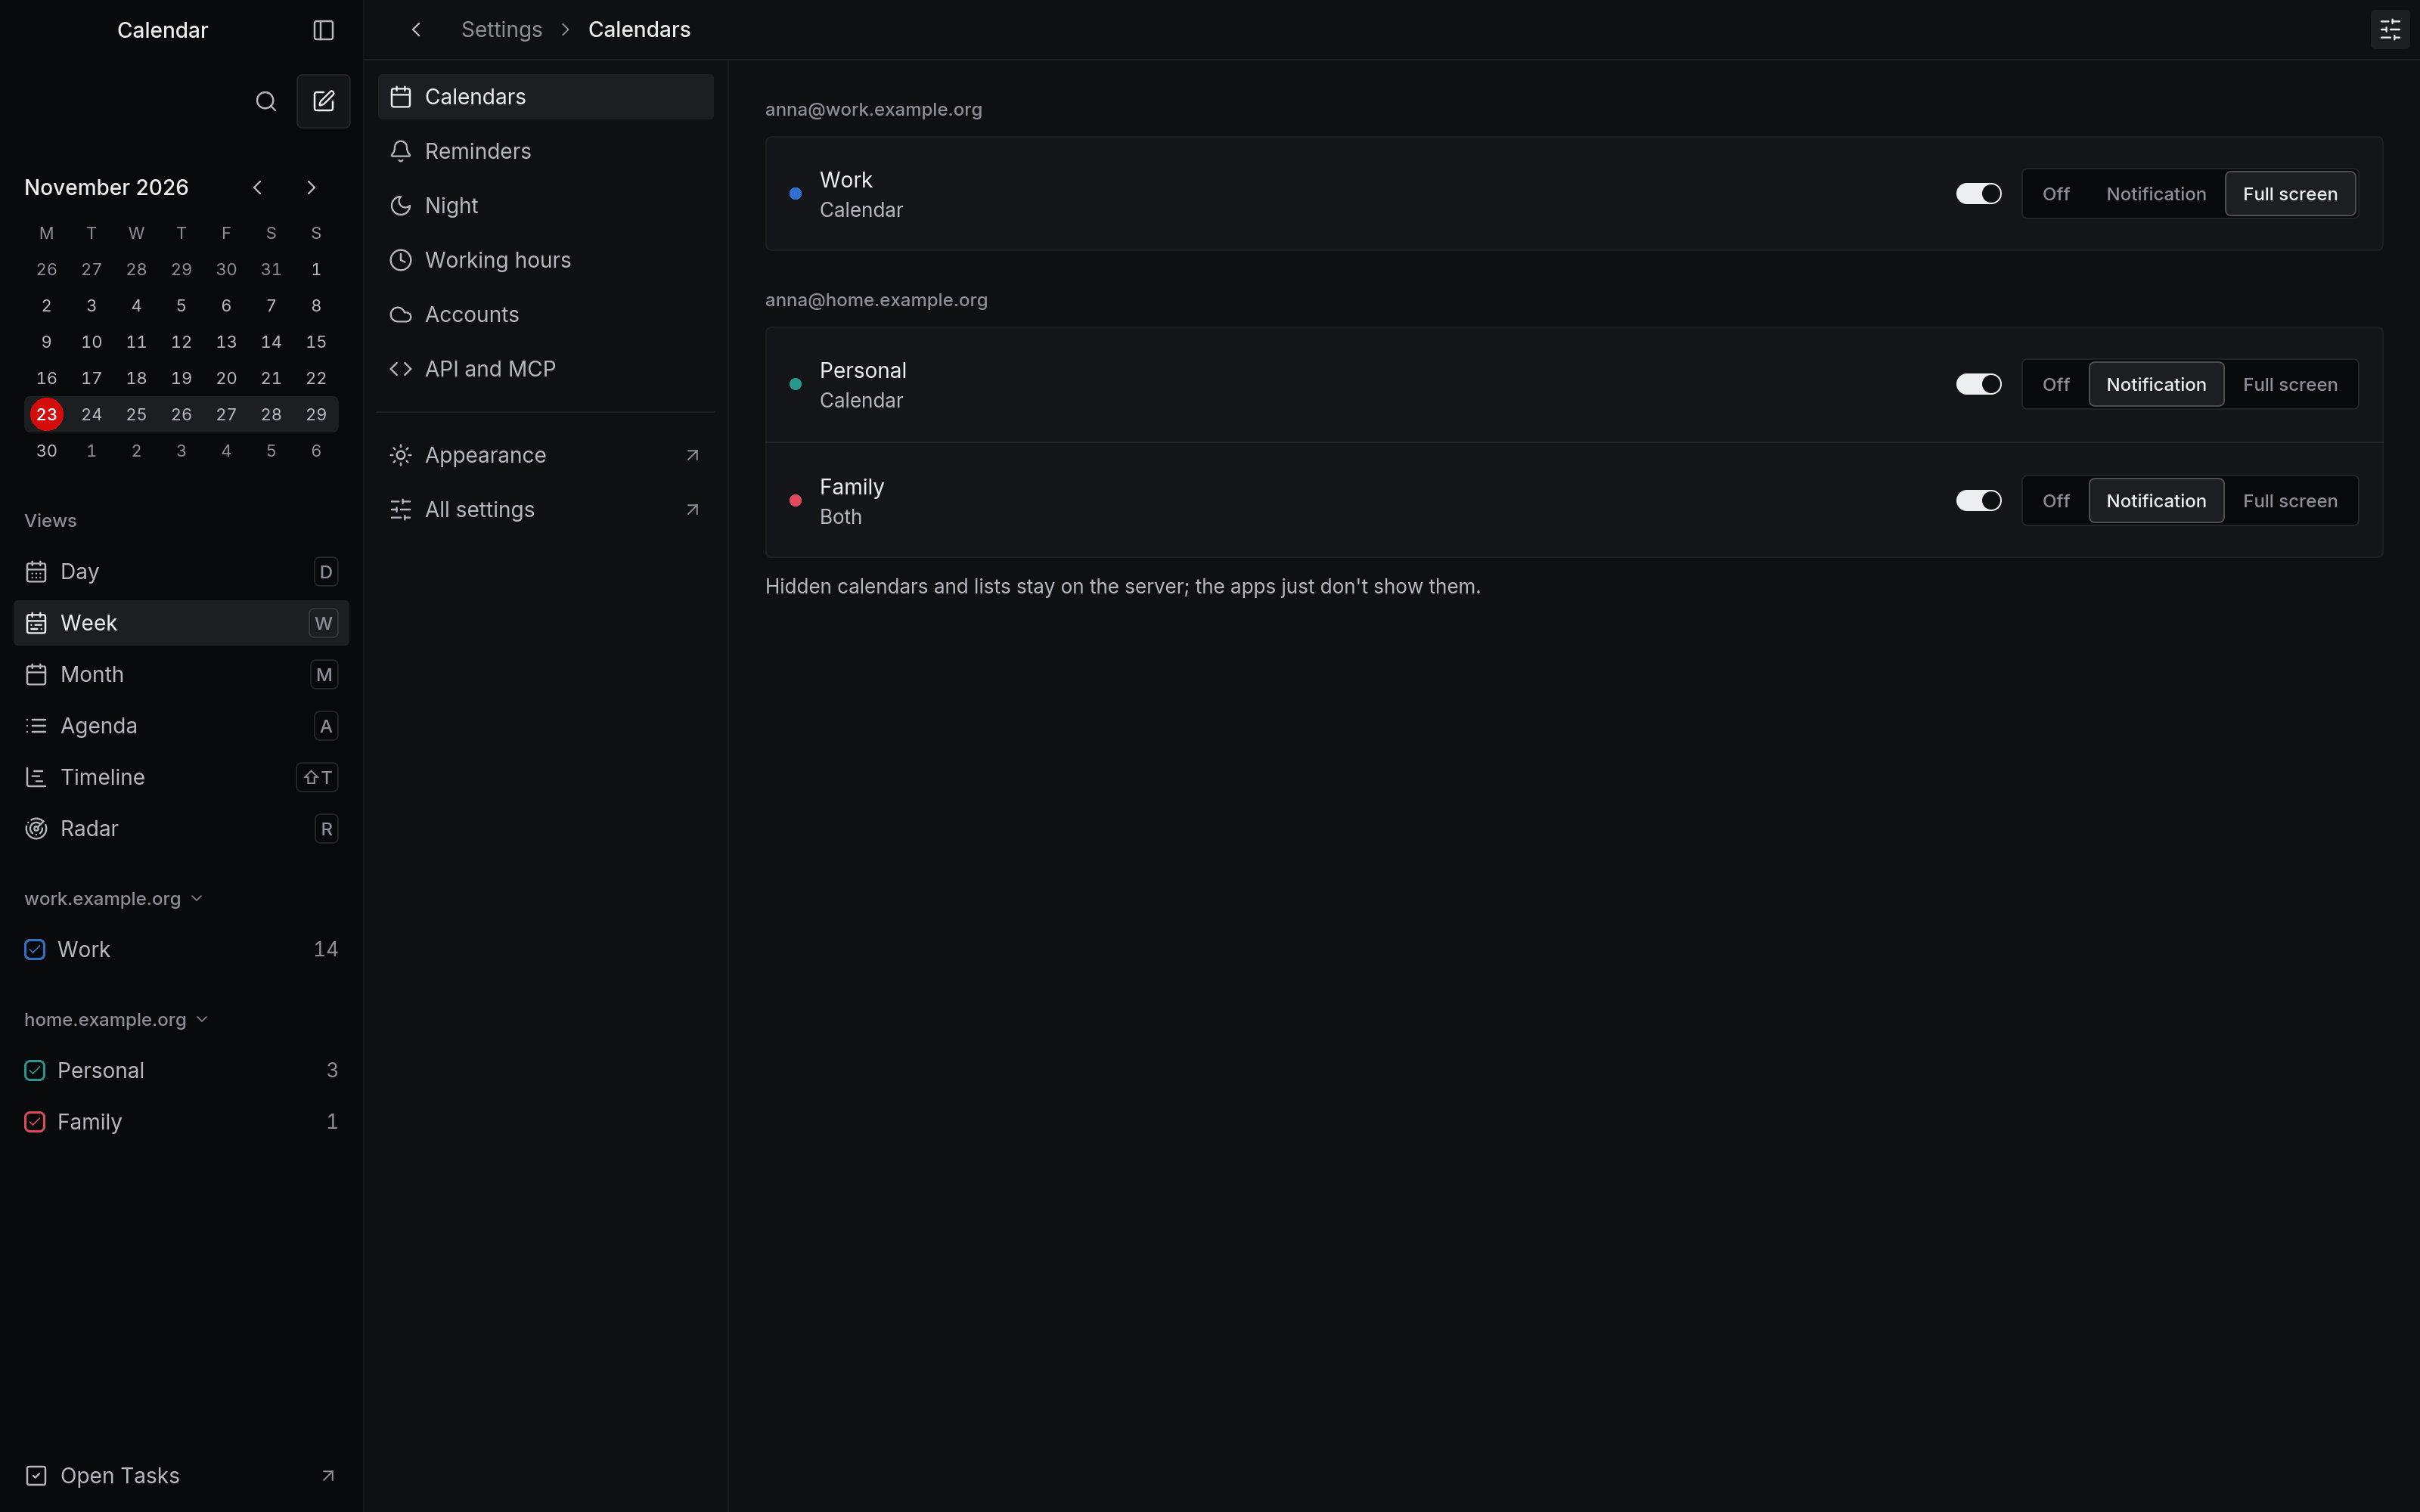 Calendar
Settings
Calendars
November 2026
M T W T F S S
26 27 28 29 30 31 1
2 3 4 5 6 7 8
9 10 11 12 13 14 15
16 17 18 19 20 21 22
23 24 25 26 27 28 29
30 1 2 3 4 5 6
Views
Day D
Week W
Month M
Agenda A
Timeline ⇧T
Radar R
work.example.org
Work 14
home.example.org
Personal 3
Family 1
Open Tasks
Calendars
Reminders
Night
Working hours
Accounts
API and MCP
Appearance
All settings
anna@work.example.org
Work
Calendar
Off Notification Full screen
anna@home.example.org
Personal
Calendar
Off Notification Full screen
Family
Both
Off Notification Full screen
Hidden calendars and lists stay on the server; the apps just don't show them.